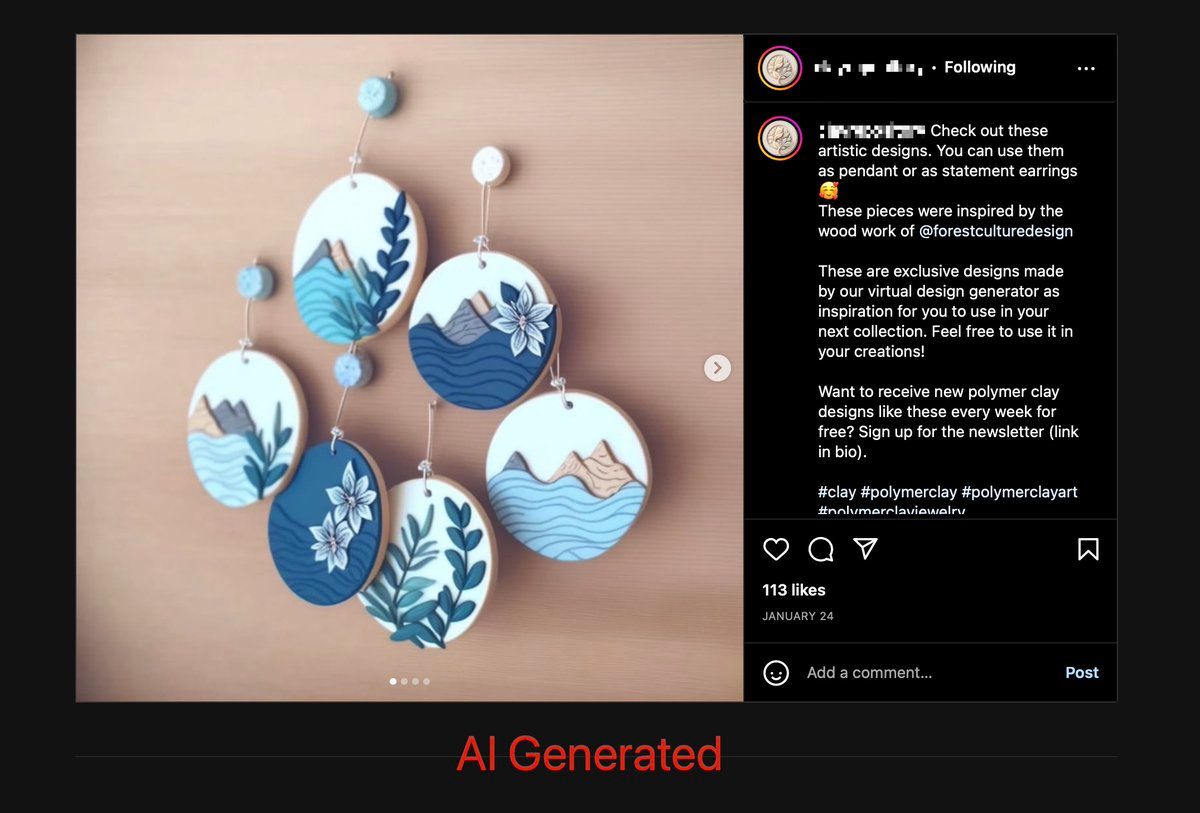 • Following
Check out these
artistic designs. You can use them
as pendant or as statement earrings
🥰
These pieces were inspired by the
wood work of @forestculturedesign
These are exclusive designs made
by our virtual design generator as
inspiration for you to use in your
next collection. Feel free to use it in
your creations!
Want to receive new polymer clay
designs like these every week for
free? Sign up for the newsletter (link
in bio).
#clay #polymerclay #polymerclayart
#polymerclayjewelry
113 likes
JANUARY 24
Add a comment...
Post
AI Generated